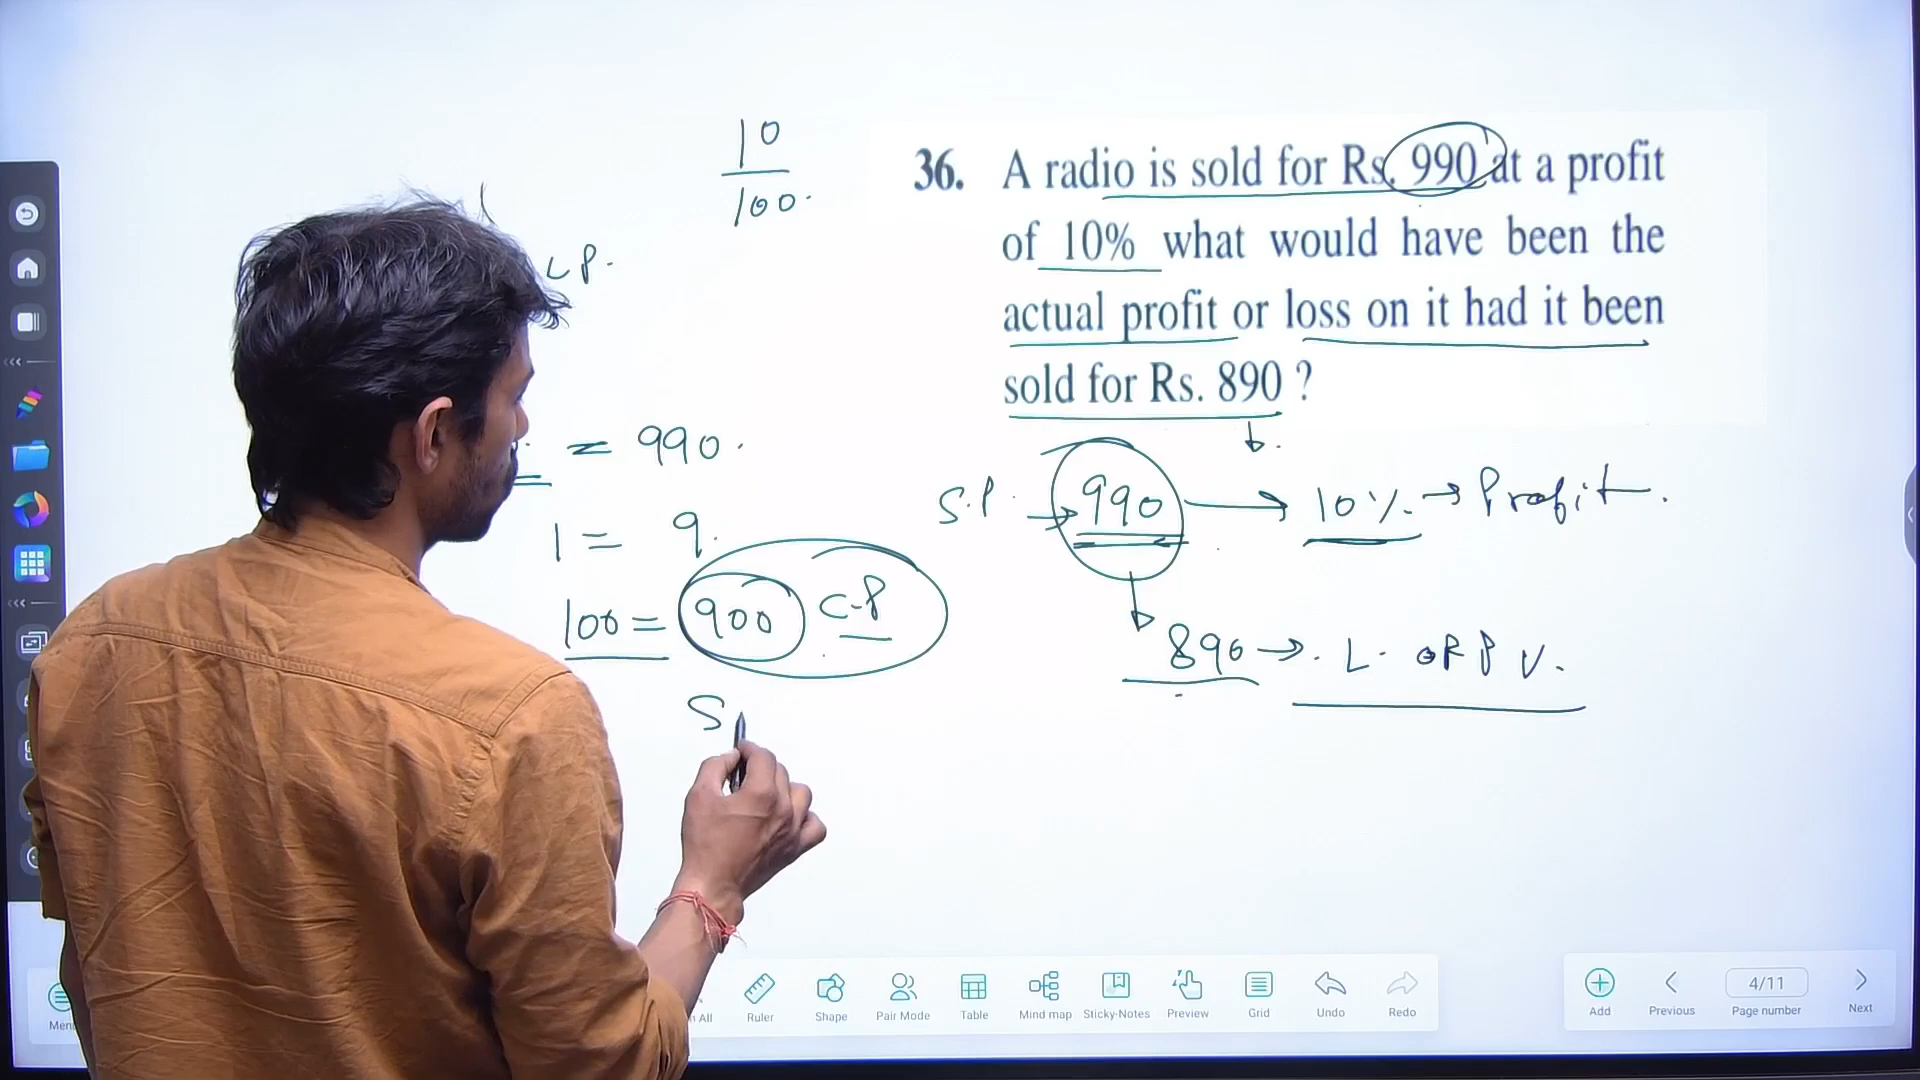 36. A radio is sold for Rs. 990 at a profit
of 10% what would have been the
actual profit or loss on it had it been
sold for Rs. 890 ?
10
100.
C P.
= 990.
1 = 9.
100 = 900 C-P
S
S.P. → 990 → 10% → Profit.
890 → . L. OR P
Ruler
Shape
Pair Mode
Table
Mind map
Sticky-Notes
Preview
Grid
Undo
Redo
Add
Previous
4/11
Page number
Next